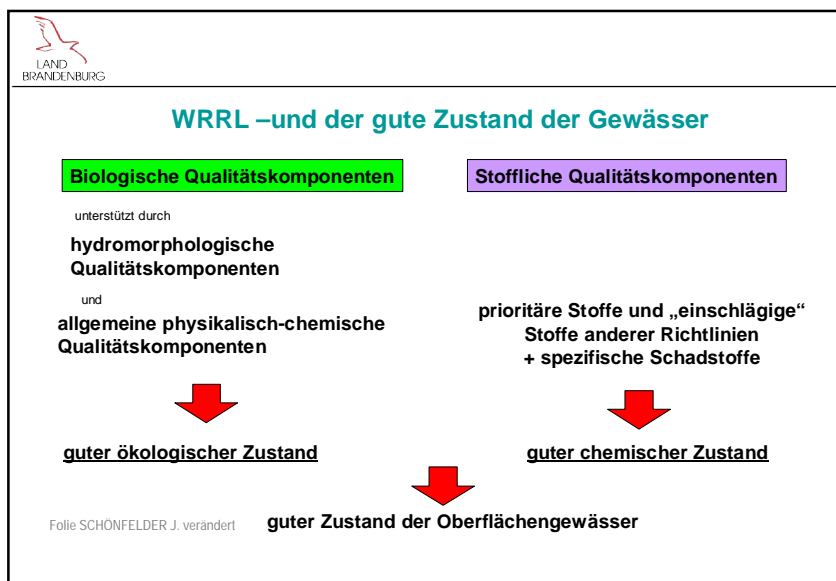 LAND
BRANDENBURG
WRRL –und der gute Zustand der Gewässer
Biologische Qualitätskomponenten
unterstützt durch
hydromorphologische
Qualitätskomponenten
und
allgemeine physikalisch-chemische
Qualitätskomponenten
guter ökologischer Zustand
Stoffliche Qualitätskomponenten
prioritäre Stoffe und „einschlägige“
Stoffe anderer Richtlinien
+ spezifische Schadstoffe
guter chemischer Zustand
guter Zustand der Oberflächengewässer
Folie SCHÖNFELDER J. verändert